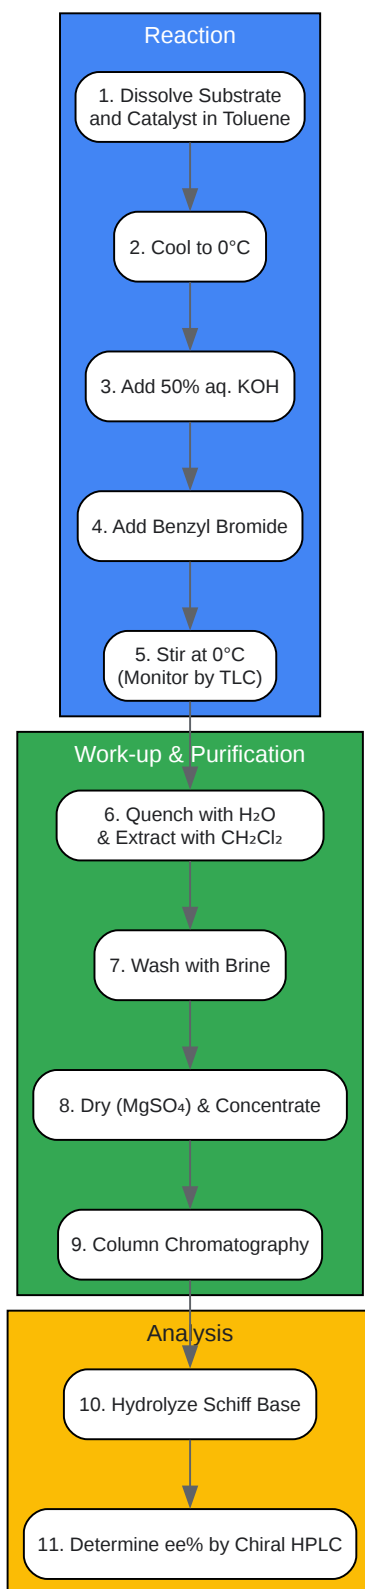 Reaction
1. Dissolve Substrate
and Catalyst in Toluene
2. Cool to 0°C
3. Add 50% aq. KOH
4. Add Benzyl Bromide
5. Stir at 0°C
(Monitor by TLC)
Work-up & Purification
6. Quench with H₂O
& Extract with CH₂Cl₂
7. Wash with Brine
8. Dry (MgSO₄) & Concentrate
9. Column Chromatography
Analysis
10. Hydrolyze Schiff Base
11. Determine ee% by Chiral HPLC